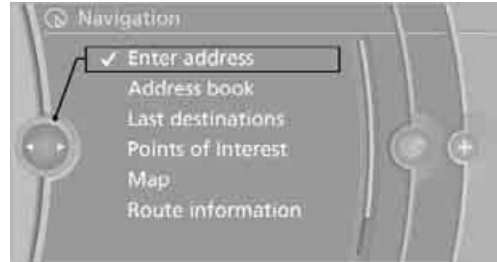 Navigation
✓ Enter address
Address book
Last destinations
Points of Interest
Map
Route information